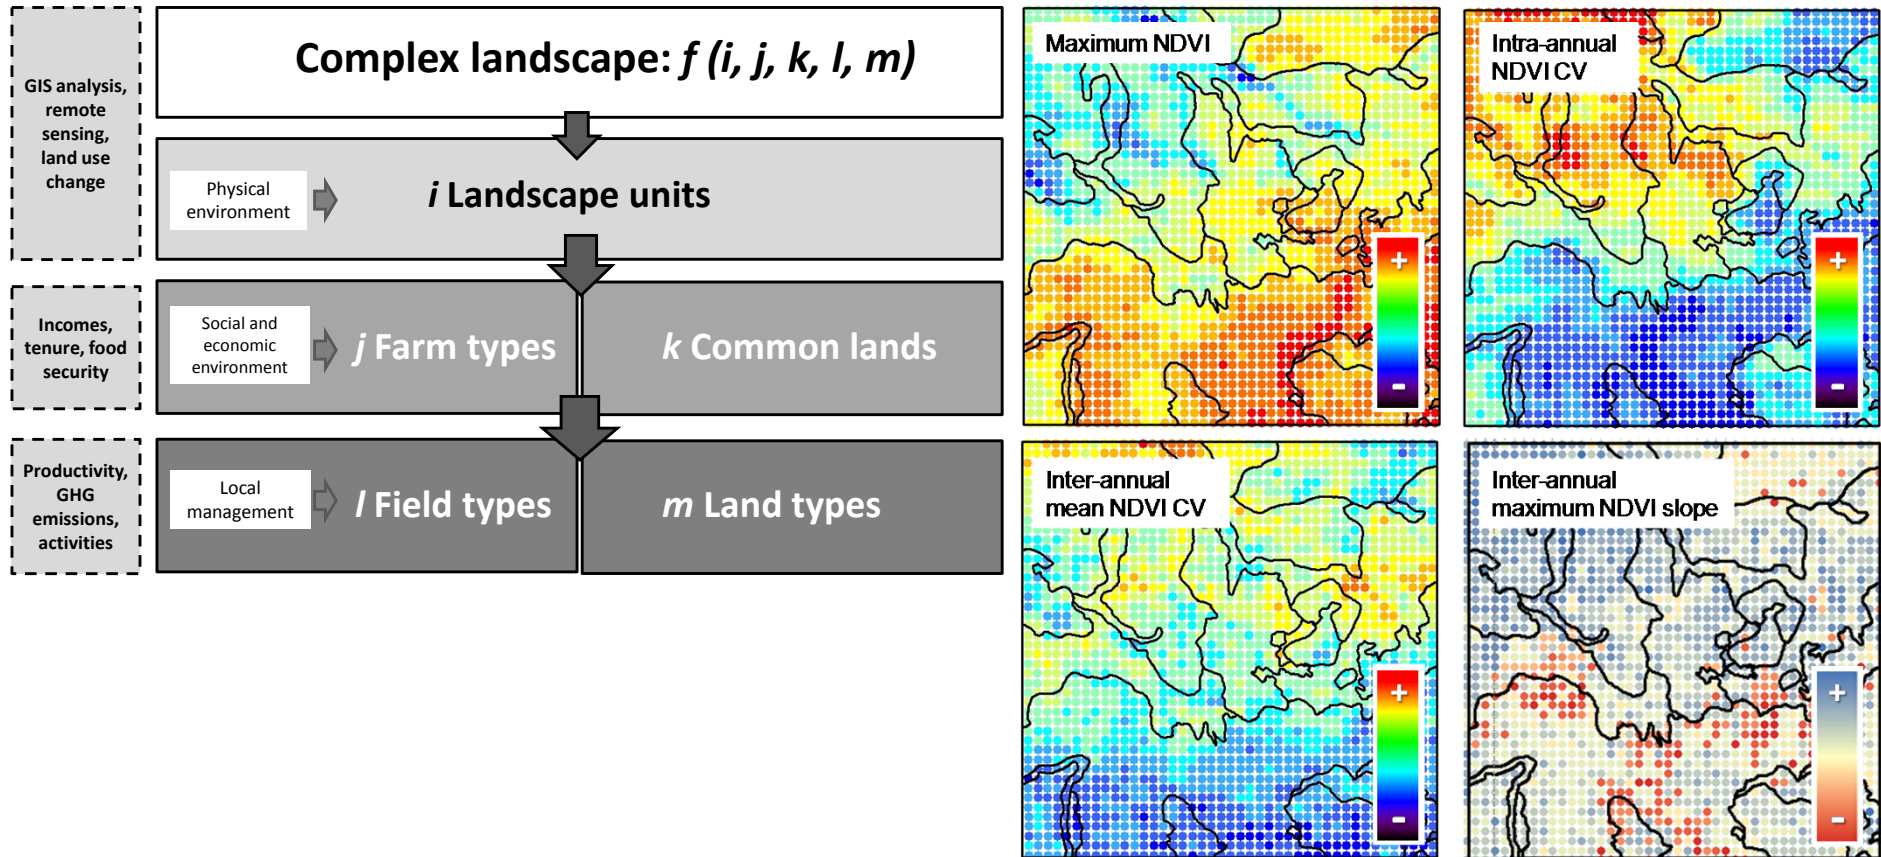 GIS analysis,
remote
sensing,
land use
change
Complex landscape: f (i, j, k, l, m)
Physical
environment
i Landscape units
Incomes,
tenure, food
security
Social and
economic
environment
j Farm types
k Common lands
Productivity,
GHG
emissions,
activities
Local
management
l Field types
m Land types
Maximum NDVI
+
-
Intra-annual
NDVI CV
+
-
Inter-annual
mean NDVI CV
+
-
Inter-annual
maximum NDVI slope
+
-